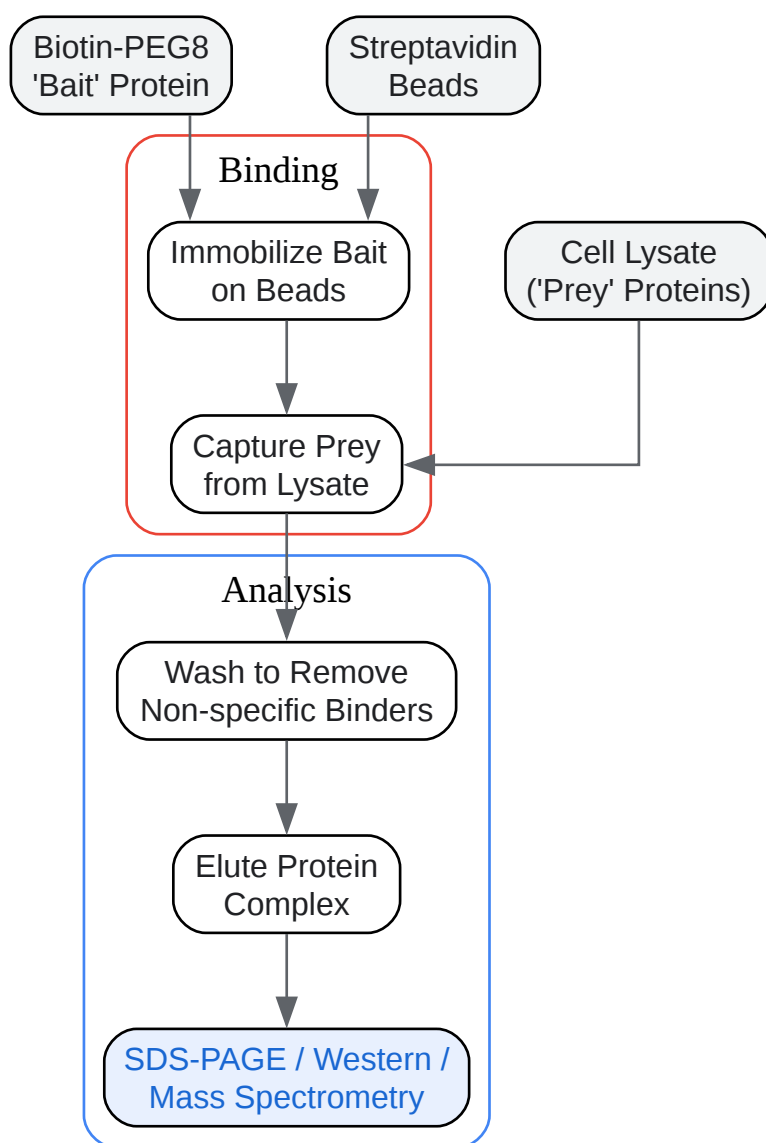 Biotin-PEG8
'Bait' Protein
Streptavidin
Beads
Binding
Immobilize Bait
on Beads
Cell Lysate
('Prey' Proteins)
Capture Prey
from Lysate
Analysis
Wash to Remove
Non-specific Binders
Elute Protein
Complex
SDS-PAGE / Western /
Mass Spectrometry